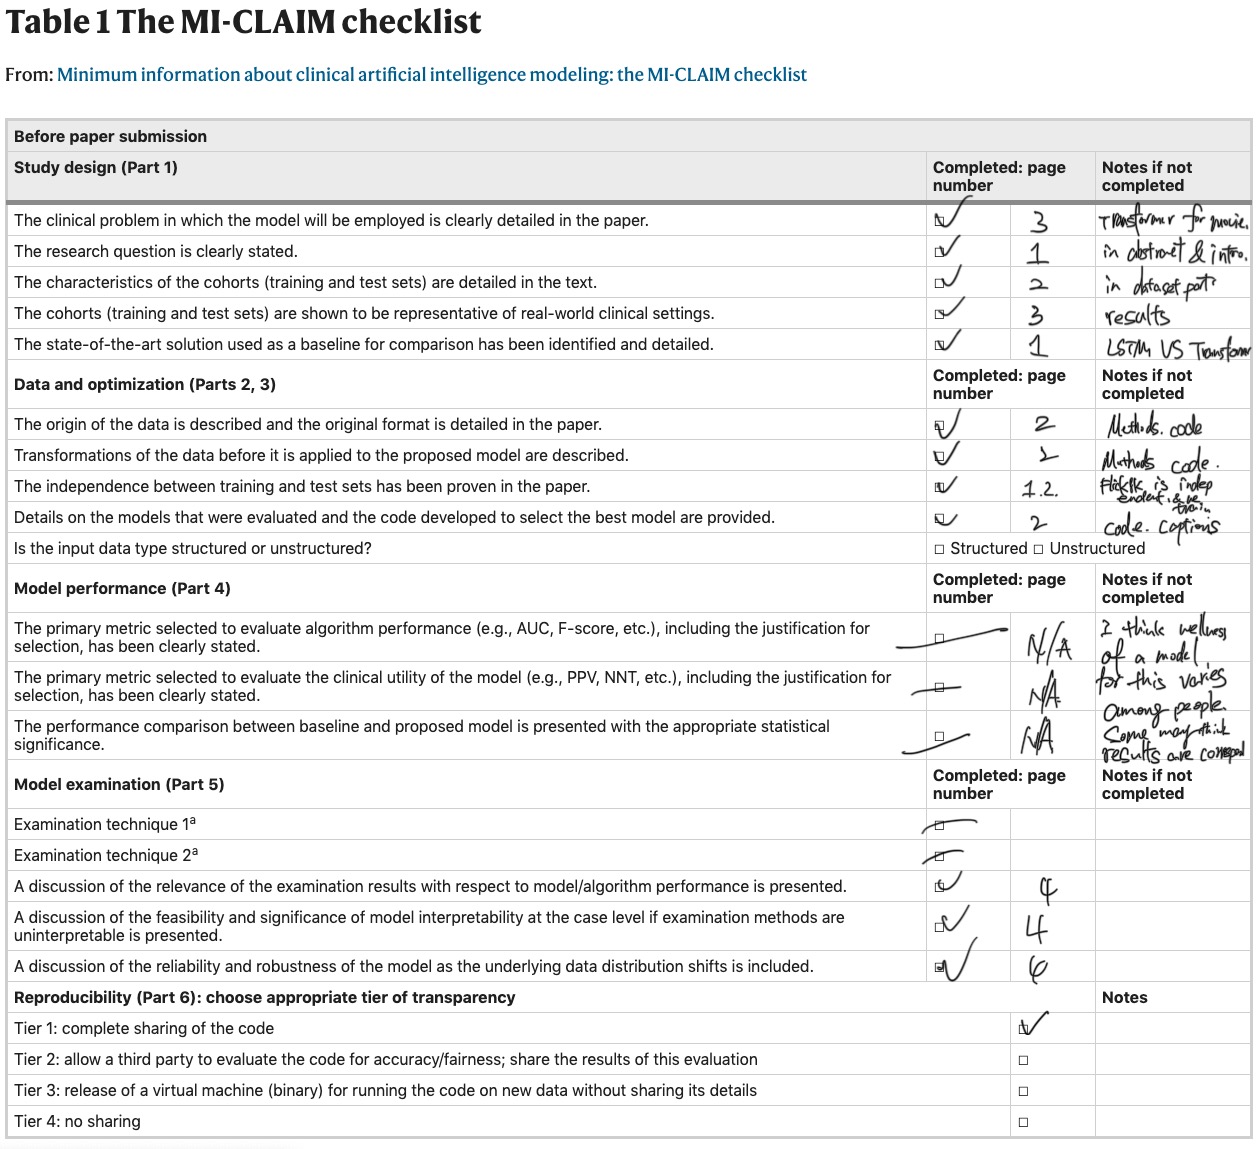 Table 1 The MI-CLAIM checklist
From: Minimum information about clinical artificial intelligence modeling: the MI-CLAIM checklist
Before paper submission
Study design (Part 1) Completed: page number Notes if not completed
The clinical problem in which the model will be employed is clearly detailed in the paper. 3 Transformer for movie.
The research question is clearly stated. 1 in abstract & intro.
The characteristics of the cohorts (training and test sets) are detailed in the text. 2 in dataset part
The cohorts (training and test sets) are shown to be representative of real-world clinical settings. 3 results
The state-of-the-art solution used as a baseline for comparison has been identified and detailed. 1 LSTM VS Transform
Data and optimization (Parts 2, 3) Completed: page number Notes if not completed
The origin of the data is described and the original format is detailed in the paper. 2 Methods. code
Transformations of the data before it is applied to the proposed model are described. 2 Methods code.
The independence between training and test sets has been proven in the paper. 1.2. is indep endent. & we train
Details on the models that were evaluated and the code developed to select the best model are provided. 2 code. captions
Is the input data type structured or unstructured? □ Structured □ Unstructured
Model performance (Part 4) Completed: page number Notes if not completed
The primary metric selected to evaluate algorithm performance (e.g., AUC, F-score, etc.), including the justification for
selection, has been clearly stated. N/A I think wellness of a model
The primary metric selected to evaluate the clinical utility of the model (e.g., PPV, NNT, etc.), including the justification for
selection, has been clearly stated. NA for this varies among people.
The performance comparison between baseline and proposed model is presented with the appropriate statistical
significance. NA Some may think results are
Model examination (Part 5) Completed: page number Notes if not completed
Examination technique 1a
Examination technique 2a
A discussion of the relevance of the examination results with respect to model/algorithm performance is presented. 4
A discussion of the feasibility and significance of model interpretability at the case level if examination methods are
uninterpretable is presented. 4
A discussion of the reliability and robustness of the model as the underlying data distribution shifts is included. 6
Reproducibility (Part 6): choose appropriate tier of transparency Notes
Tier 1: complete sharing of the code
Tier 2: allow a third party to evaluate the code for accuracy/fairness; share the results of this evaluation
Tier 3: release of a virtual machine (binary) for running the code on new data without sharing its details
Tier 4: no sharing